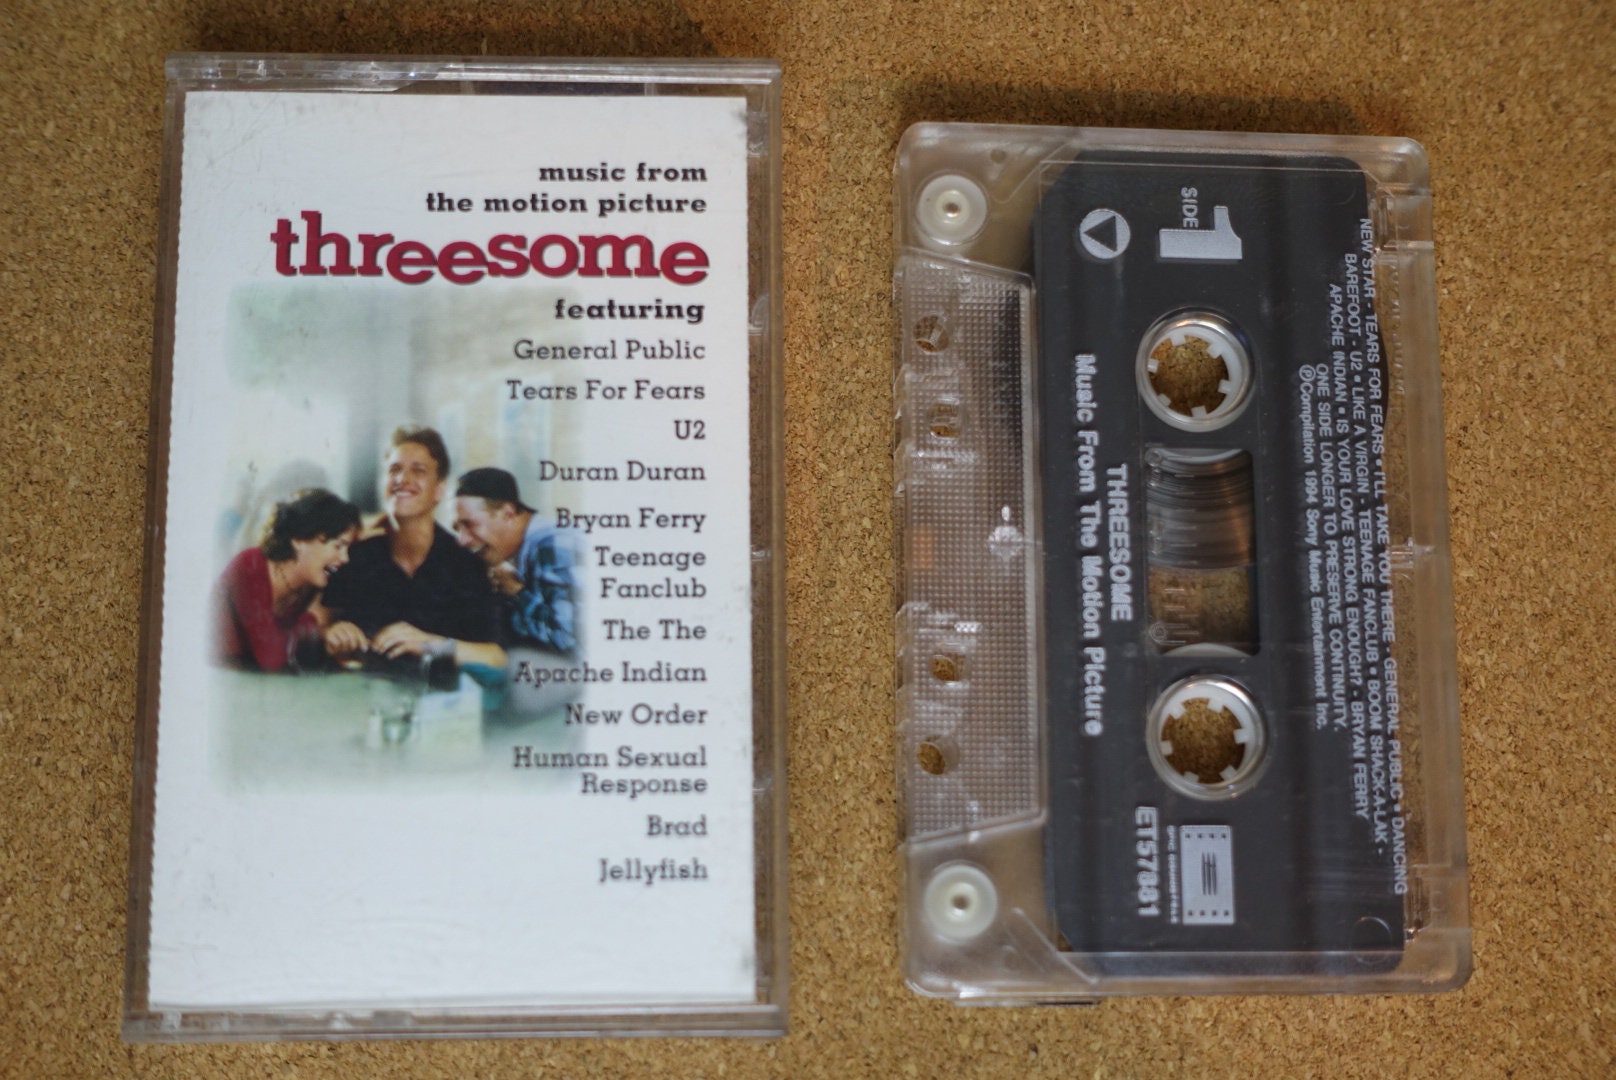 music from
the motion picture
threesome
featuring
General Public
Tears For Fears
U2
Duran Duran
Bryan Ferry
Teenage
Fanclub
The The
Apache Indian
New Order
Human Sexual
Response
Brad
Jellyfish
SIDE
1
THREESOME
Music From The Motion Picture
ET57881
NEW STAR - TEARS FOR FEARS • I'LL TAKE YOU THERE - GENERAL PUBLIC • DANCING
BAREFOOT - U2 • LIKE A VIRGIN - TEENAGE FANCLUB • BOOM SHACK-A-LAK -
APACHE INDIAN • IS YOUR LOVE STRONG ENOUGH? - BRYAN FERRY
ONE SIDE LONGER TO PRESERVE CONTINUITY.
℗Compilation 1994 Sony Music Entertainment Inc.